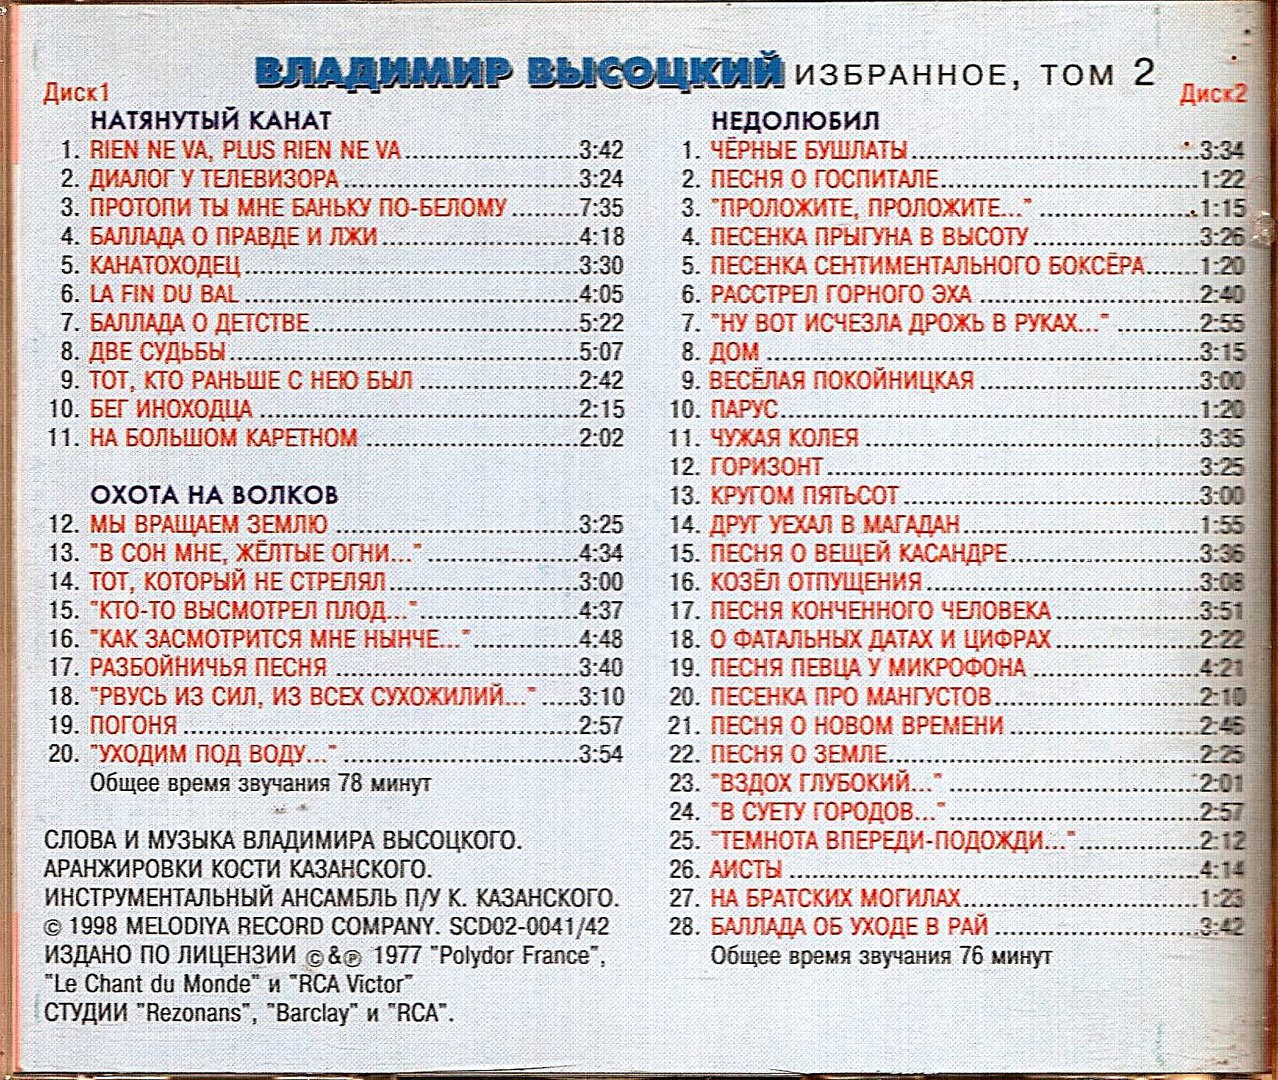 ВЛАДИМИР ВЫСОЦКИЙ ИЗБРАННОЕ, ТОМ 2
Диск1
НАТЯНУТЫЙ КАНАТ
1. RIEN NE VA, PLUS RIEN NE VA 3:42
2. ДИАЛОГ У ТЕЛЕВИЗОРА 3:24
3. ПРОТОПИ ТЫ МНЕ БАНЬКУ ПО-БЕЛОМУ 7:35
4. БАЛЛАДА О ПРАВДЕ И ЛЖИ 4:18
5. КАНАТОХОДЕЦ 3:30
6. LA FIN DU BAL 4:05
7. БАЛЛАДА О ДЕТСТВЕ 5:22
8. ДВЕ СУДЬБЫ 5:07
9. ТОТ, КТО РАНЬШЕ С НЕЮ БЫЛ 2:42
10. БЕГ ИНОХОДЦА 2:15
11. НА БОЛЬШОМ КАРЕТНОМ 2:02
ОХОТА НА ВОЛКОВ
12. МЫ ВРАЩАЕМ ЗЕМЛЮ 3:25
13. "В СОН МНЕ, ЖЁЛТЫЕ ОГНИ..." 4:34
14. ТОТ, КОТОРЫЙ НЕ СТРЕЛЯЛ 3:00
15. "КТО-ТО ВЫСМОТРЕЛ ПЛОД..." 4:37
16. "КАК ЗАСМОТРИТСЯ МНЕ НЫНЧЕ..." 4:48
17. РАЗБОЙНИЧЬЯ ПЕСНЯ 3:40
18. "РВУСЬ ИЗ СИЛ, ИЗ ВСЕХ СУХОЖИЛИЙ..." 3:10
19. ПОГОНЯ 2:57
20. "УХОДИМ ПОД ВОДУ..." 3:54
Общее время звучания 78 минут
СЛОВА И МУЗЫКА ВЛАДИМИРА ВЫСОЦКОГО.
АРАНЖИРОВКИ КОСТИ КАЗАНСКОГО.
ИНСТРУМЕНТАЛЬНЫЙ АНСАМБЛЬ П/У К. КАЗАНСКОГО.
© 1998 MELODIYA RECORD COMPANY. SCD02-0041/42
ИЗДАНО ПО ЛИЦЕНЗИИ ©&℗ 1977 "Polydor France",
"Le Chant du Monde" и "RCA Victor"
СТУДИИ "Rezonans", "Barclay" и "RCA".
Диск2
НЕДОЛЮБИЛ
1. ЧЁРНЫЕ БУШЛАТЫ 3:34
2. ПЕСНЯ О ГОСПИТАЛЕ 1:22
3. "ПРОЛОЖИТЕ, ПРОЛОЖИТЕ..." 1:15
4. ПЕСЕНКА ПРЫГУНА В ВЫСОТУ 3:26
5. ПЕСЕНКА СЕНТИМЕНТАЛЬНОГО БОКСЁРА 1:20
6. РАССТРЕЛ ГОРНОГО ЭХА 2:40
7. "НУ ВОТ ИСЧЕЗЛА ДРОЖЬ В РУКАХ..." 2:55
8. ДОМ 3:15
9. ВЕСЁЛАЯ ПОКОЙНИЦКАЯ 3:00
10. ПАРУС 1:20
11. ЧУЖАЯ КОЛЕЯ 3:35
12. ГОРИЗОНТ 3:25
13. КРУГОМ ПЯТЬСОТ 3:00
14. ДРУГ УЕХАЛ В МАГАДАН 1:55
15. ПЕСНЯ О ВЕЩЕЙ КАСАНДРЕ 3:36
16. КОЗЁЛ ОТПУЩЕНИЯ 3:08
17. ПЕСНЯ КОНЧЕННОГО ЧЕЛОВЕКА 3:51
18. О ФАТАЛЬНЫХ ДАТАХ И ЦИФРАХ 2:22
19. ПЕСНЯ ПЕВЦА У МИКРОФОНА 4:21
20. ПЕСЕНКА ПРО МАНГУСТОВ 2:10
21. ПЕСНЯ О НОВОМ ВРЕМЕНИ 2:46
22. ПЕСНЯ О ЗЕМЛЕ 2:25
23. "ВЗДОХ ГЛУБОКИЙ..." 2:01
24. "В СУЕТУ ГОРОДОВ..." 2:57
25. "ТЕМНОТА ВПЕРЕДИ-ПОДОЖДИ..." 2:12
26. АИСТЫ 4:14
27. НА БРАТСКИХ МОГИЛАХ 1:23
28. БАЛЛАДА ОБ УХОДЕ В РАЙ 3:42
Общее время звучания 76 минут